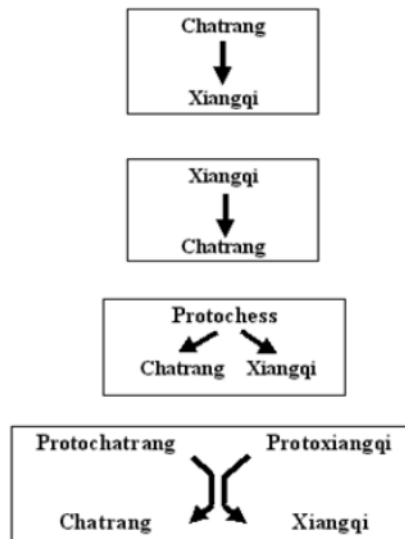 Chatrang
Xiangqi
Xiangqi
Chatrang
Protochess
Chatrang Xiangqi
Protochatrang Protoxiangqi
Chatrang Xiangqi